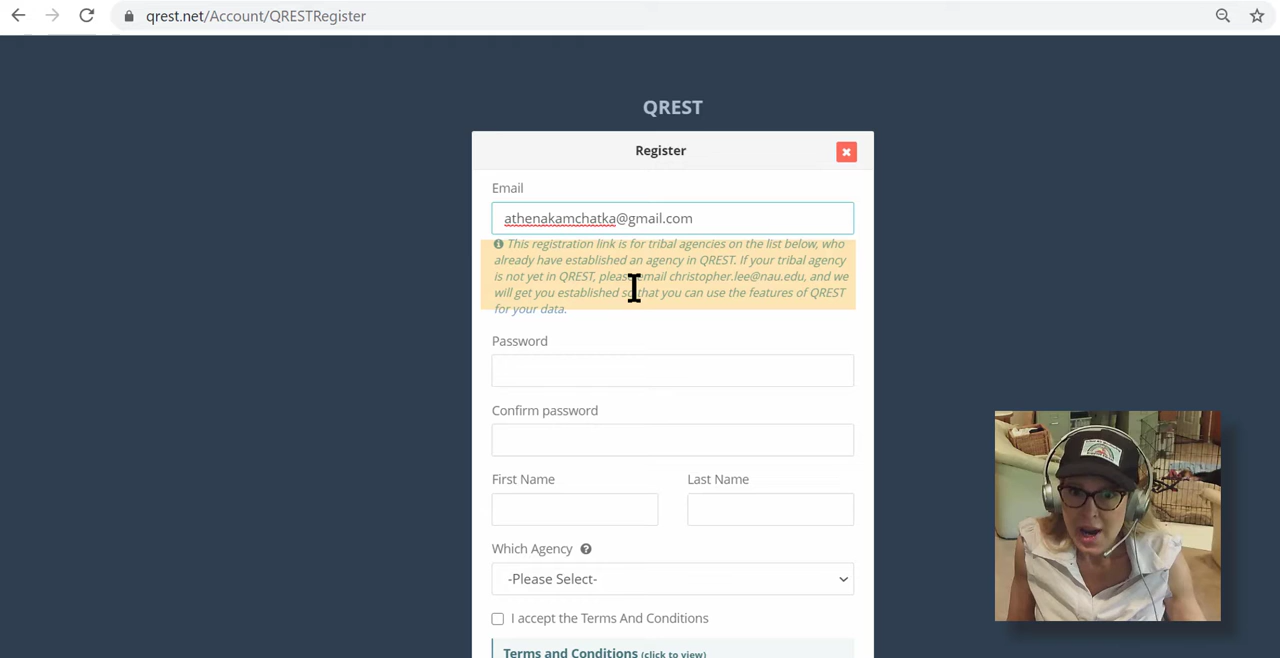 qrest.net/Account/QRESTRegister
QREST
Register
Email
athenakamchatka@gmail.com
This registration link is for tribal agencies on the list below, who
already have established an agency in QREST. If your tribal agency
is not yet in QREST, please email christopher.lee@nau.edu, and we
will get you established so that you can use the features of QREST
for your data.
Password
Confirm password
First Name Last Name
Which Agency
-Please Select-
I accept the Terms And Conditions
Terms and Conditions (click to view)